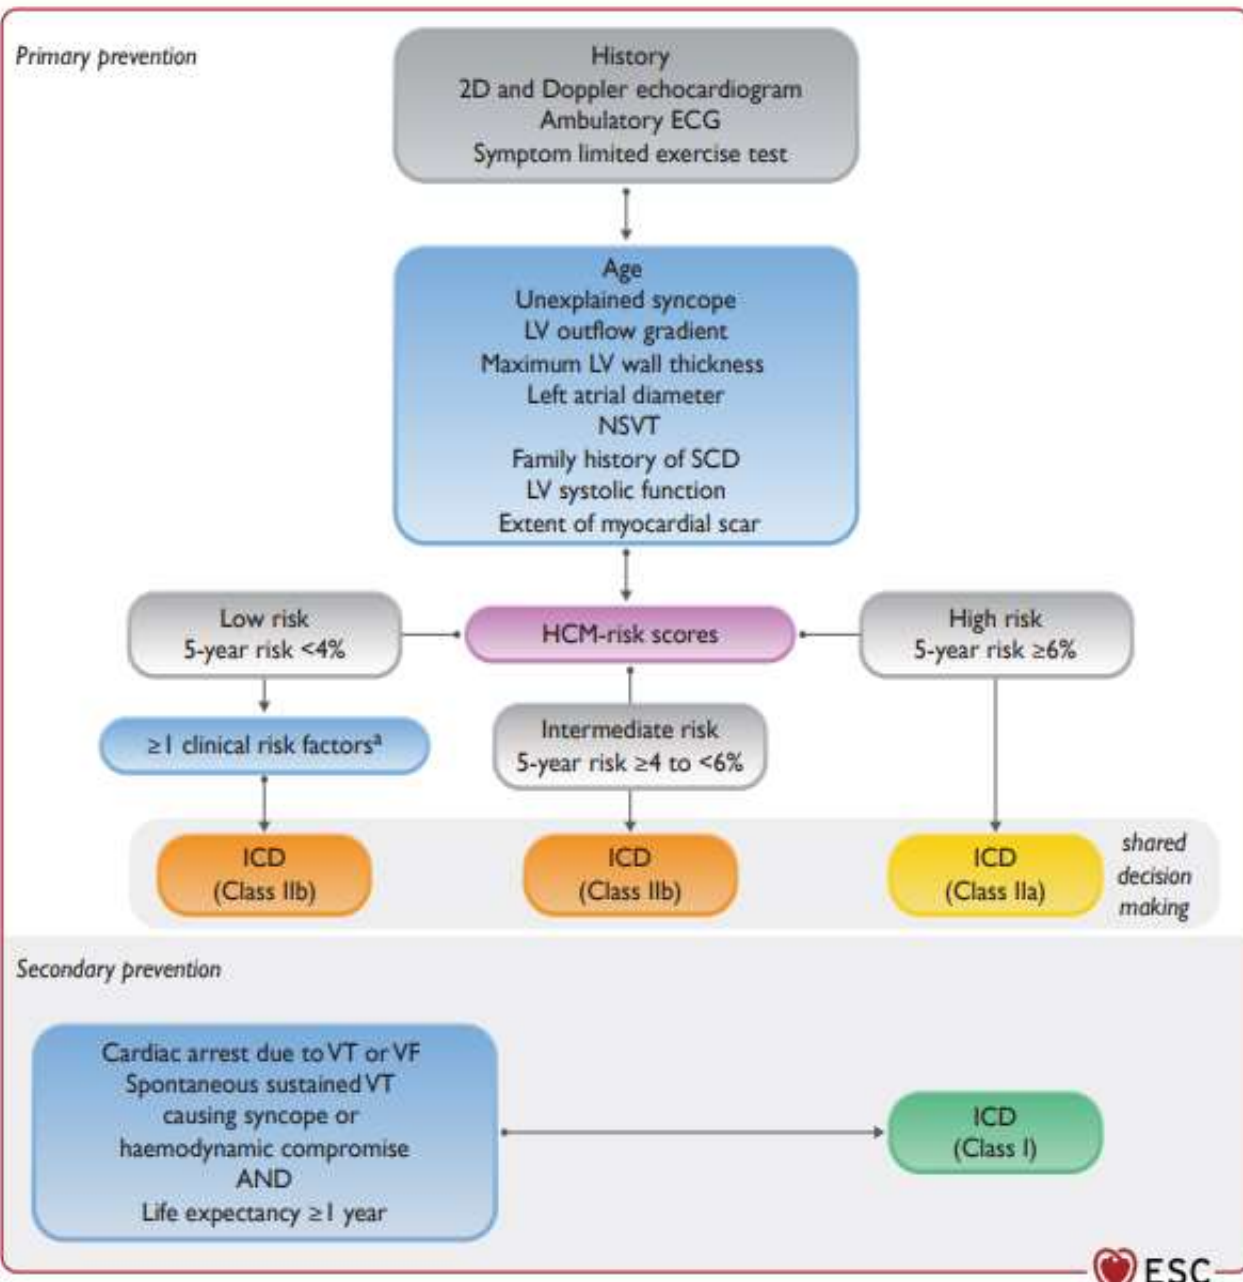 Primary prevention
History
2D and Doppler echocardiogram
Ambulatory ECG
Symptom limited exercise test
Age
Unexplained syncope
LV outflow gradient
Maximum LV wall thickness
Left atrial diameter
NSVT
Family history of SCD
LV systolic function
Extent of myocardial scar
Low risk
5-year risk <4%
HCM-risk scores
High risk
5-year risk ≥6%
≥1 clinical risk factorsᵃ
Intermediate risk
5-year risk ≥4 to <6%
ICD
(Class IIb)
ICD
(Class IIb)
ICD
(Class IIa)
shared
decision
making
Secondary prevention
Cardiac arrest due to VT or VF
Spontaneous sustained VT
causing syncope or
haemodynamic compromise
AND
Life expectancy ≥1 year
ICD
(Class I)
ESC